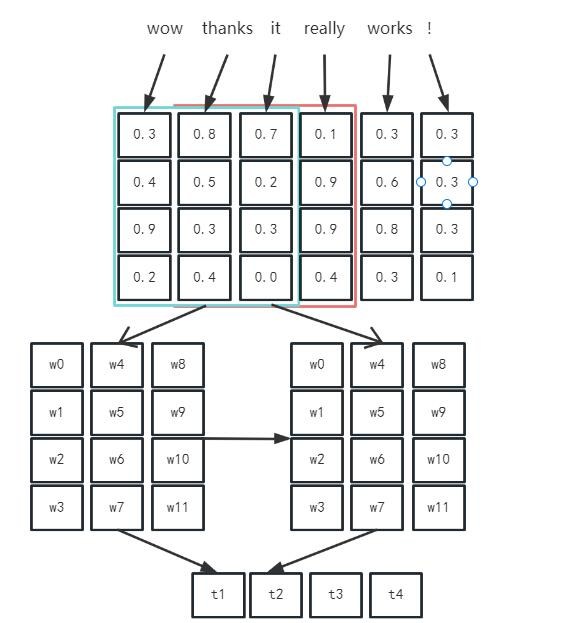 wow thanks it really works !
0.3 0.8 0.7 0.1 0.3 0.3
0.4 0.5 0.2 0.9 0.6 0.3
0.9 0.3 0.3 0.9 0.8 0.3
0.2 0.4 0.0 0.4 0.3 0.1
w0 w4 w8 w0 w4 w8
w1 w5 w9 w1 w5 w9
w2 w6 w10 w2 w6 w10
w3 w7 w11 w3 w7 w11
t1 t2 t3 t4